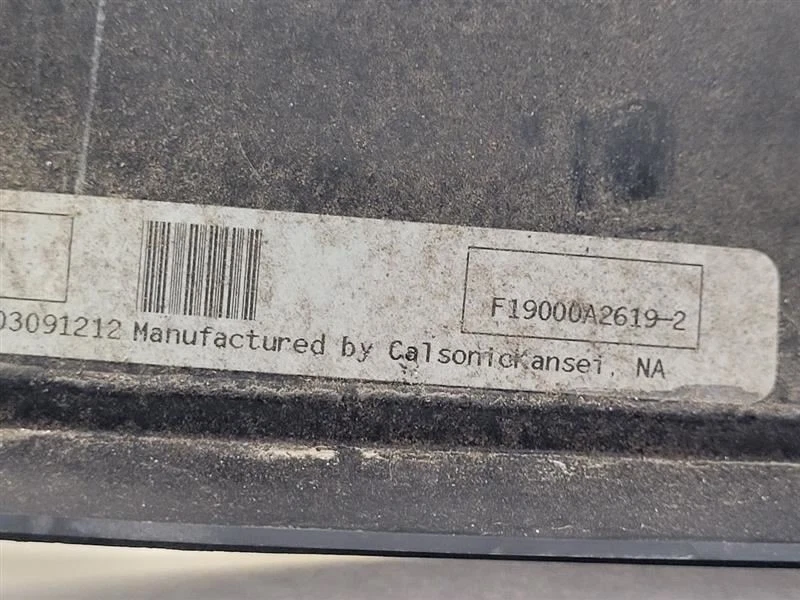 F19000A2619-2
03091212 Manufactured by CalsonicKansei, NA